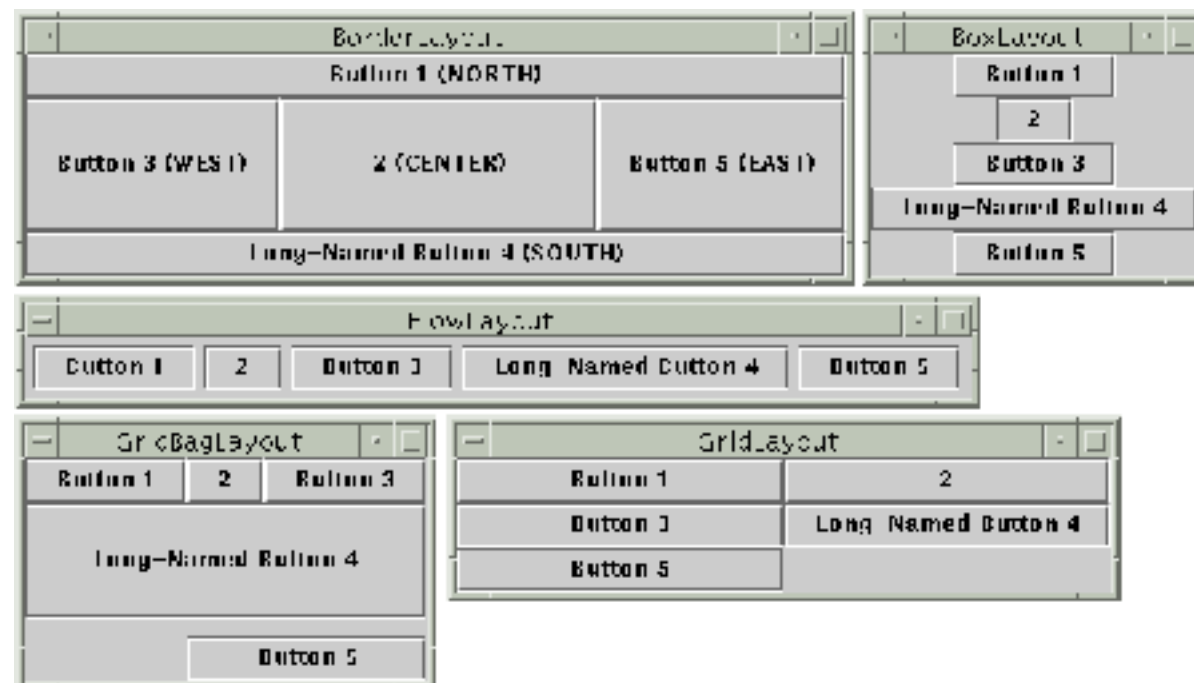 BorderLayout
Button 1 (NORTH)
Button 3 (WEST) 2 (CENTER) Button 5 (EAST)
Long-Named Button 4 (SOUTH)
BoxLayout
Button 1
2
Button 3
Long-Named Button 4
Button 5
FlowLayout
Button 1 2 Button 3 Long-Named Button 4 Button 5
GridBagLayout
Button 1 2 Button 3
Long-Named Button 4
Button 5
GridLayout
Button 1 2
Button 3 Long-Named Button 4
Button 5